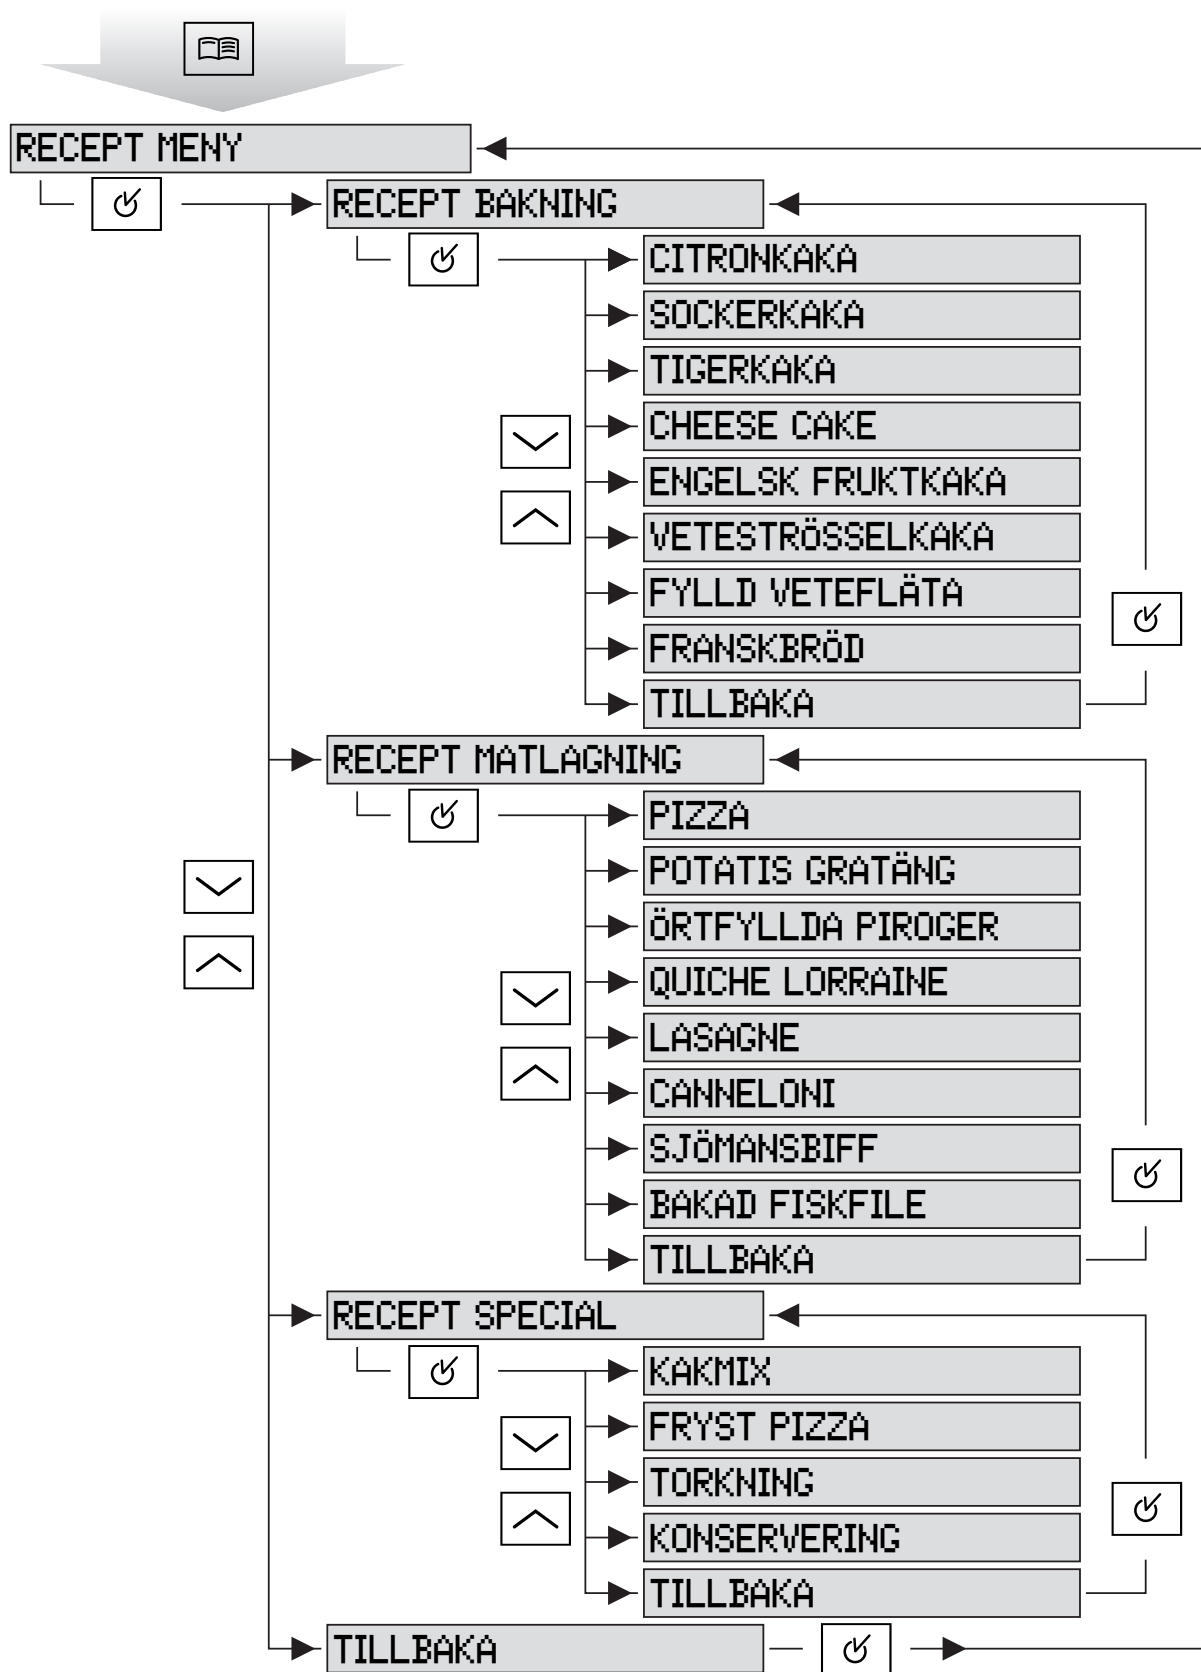 RECEPT MENY
RECEPT BAKNING
CITRONKAKA
SOCKERKAKA
TIGERKAKA
CHEESE CAKE
ENGELSK FRUKTKAKA
VETESTRÖSSELKAKA
FYLLD VETEFLÄTA
FRANSKBRÖD
TILLBAKA
RECEPT MATLAGNING
PIZZA
POTATIS GRATÄNG
ÖRTFYLLDA PIROGER
QUICHE LORRAINE
LASAGNE
CANNELONI
SJÖMANSBIFF
BAKAD FISKFILE
TILLBAKA
RECEPT SPECIAL
KAKMIX
FRYST PIZZA
TORKNING
KONSERVERING
TILLBAKA
TILLBAKA